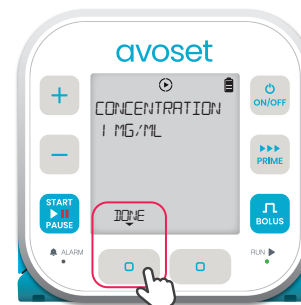 avoset
ON/OFF
CONCENTRATION
1 MG/ML
PRIME
START
PAUSE
BOLUS
DONE
ALARM
RUN